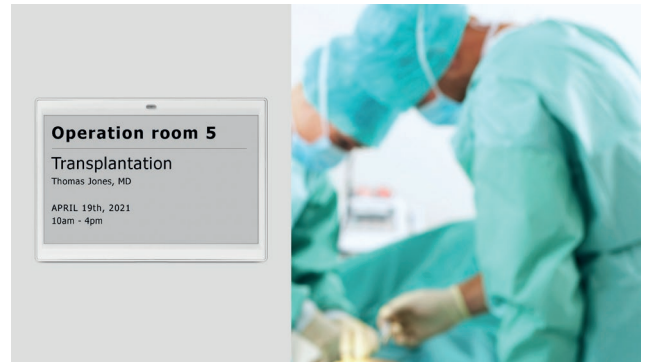 Operation room 5
Transplantation
Thomas Jones, MD
APRIL 19th, 2021
10am - 4pm